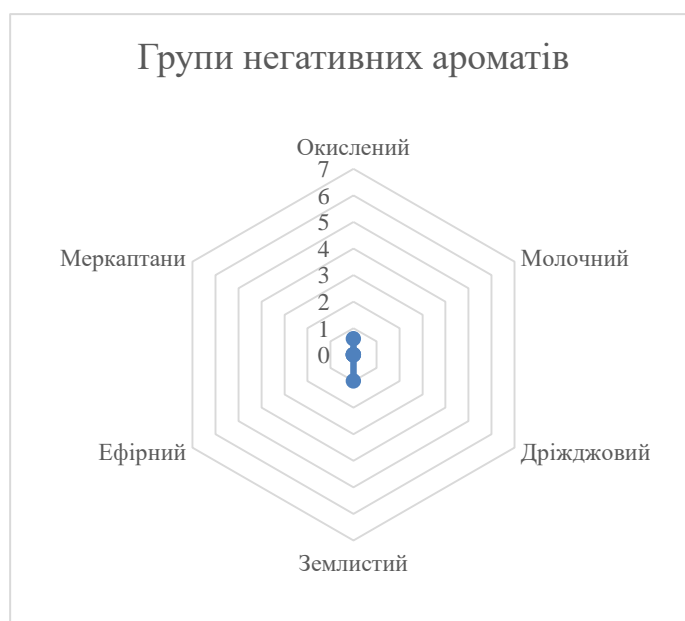 Групи негативних ароматів
Окислений
7
6
5
4
3
2
1
0
Меркаптани
Молочний
Ефірний
Дріжджовий
Землистий